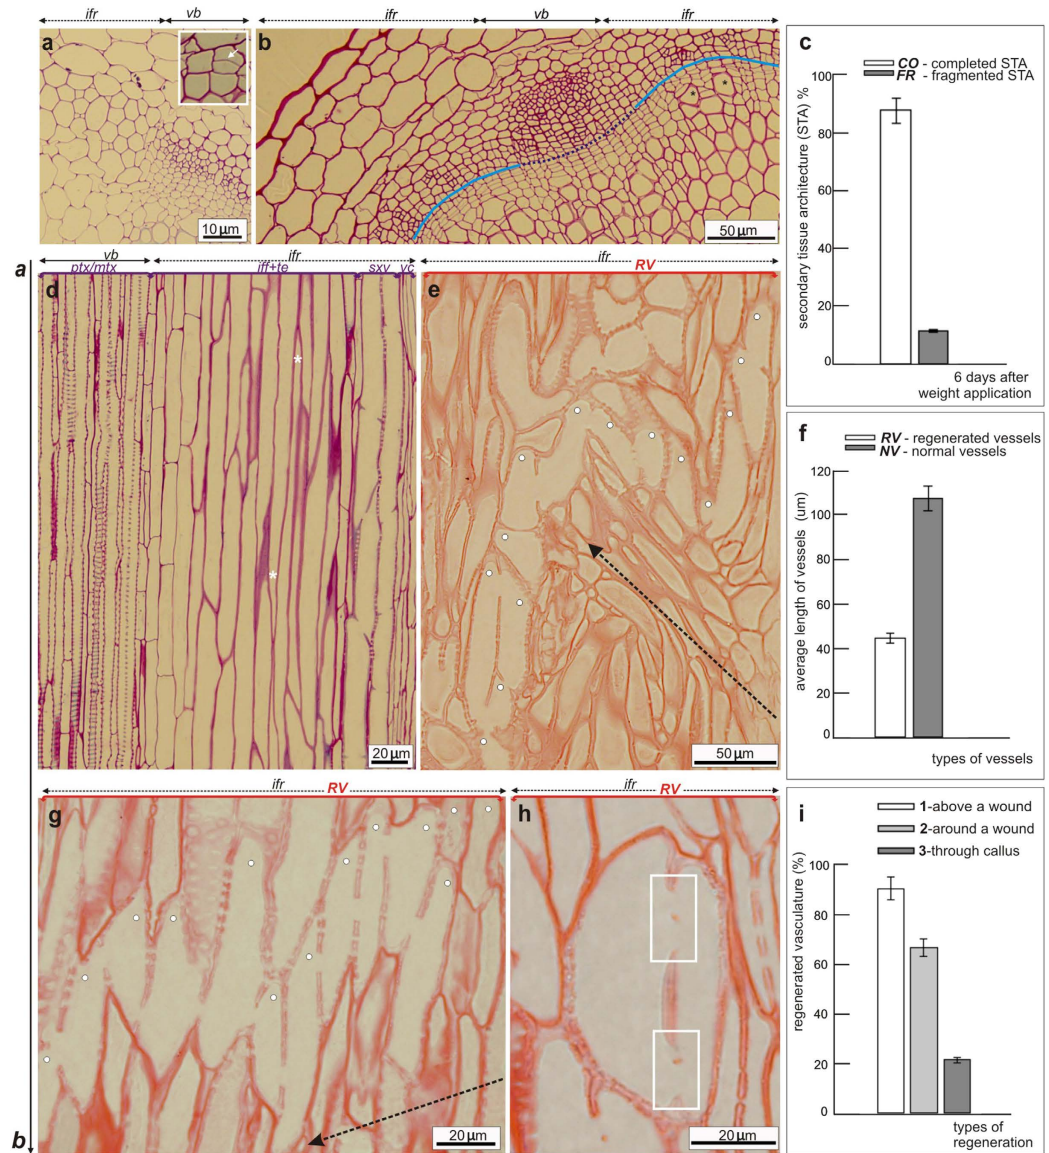 ifr vb ifr vb ifr
a
b
10 μm
50 μm
* *
c
CO - completed STA
FR - fragmented STA
secondary tissue architecture (STA) %
100
80
60
40
20
0
6 days after
weight application
a
vb ifr
ptx/mtx iff+te sxv vc
d
*
*
20 μm
ifr
RV
e
50 μm
f
RV - regenerated vessels
NV - normal vessels
average length of vessels (um)
120
100
80
60
40
20
0
types of vessels
ifr
RV
g
20 μm
b
ifr
RV
h
20 μm
i
1-above a wound
2-around a wound
3-through callus
regenerated vasculature (%)
100
80
60
40
20
0
types of
regeneration